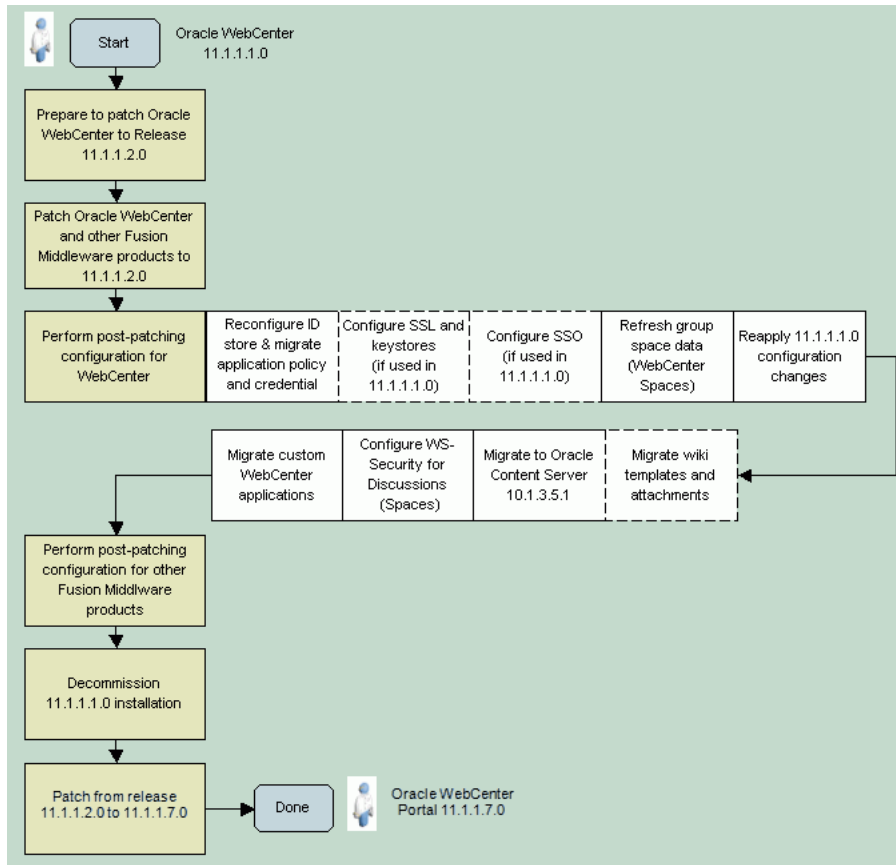 Start
Oracle WebCenter
11.1.1.1.0
Prepare to patch Oracle
WebCenter to Release
11.1.1.2.0
Patch Oracle WebCenter
and other Fusion
Middleware products to
11.1.1.2.0
Perform post-patching
configuration for
WebCenter
Reconfigure ID
store & migrate
application policy
and credential
Configure SSL and
keystores
(if used in
11.1.1.1.0)
Configure SSO
(if used in
11.1.1.1.0)
Refresh group
space data
(WebCenter
Spaces)
Reapply 11.1.1.1.0
configuration
changes
Migrate custom
WebCenter
applications
Configure WS-
Security for
Discussions
(Spaces)
Migrate to Oracle
Content Server
10.1.3.5.1
Migrate wiki
templates and
attachments
Perform post-patching
configuration for other
Fusion Middlware
products
Decommission
11.1.1.1.0 installation
Patch from release
11.1.1.2.0 to 11.1.1.7.0
Done
Oracle WebCenter
Portal 11.1.1.7.0